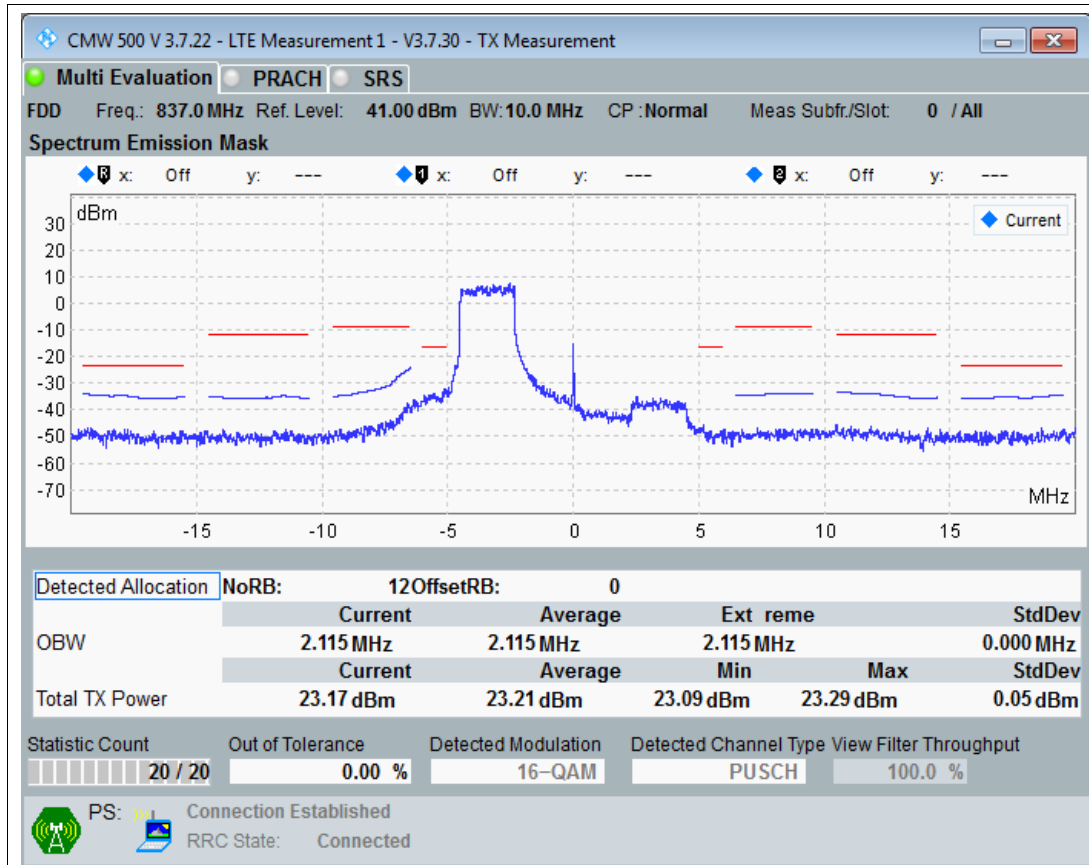 CMW 500 V 3.7.22 - LTE Measurement 1 - V3.7.30 - TX Measurement
Multi Evaluation PRACH SRS
FDD Freq.: 837.0 MHz Ref. Level: 41.00 dBm BW: 10.0 MHz CP : Normal Meas Subfr./Slot: 0 / All
Spectrum Emission Mask
R x: Off y: --- 1 x: Off y: --- 2 x: Off y: ---
dBm
Current
30
20
10
0
-10
-20
-30
-40
-50
-60
-70
MHz
-15 -10 -5 0 5 10 15
Detected Allocation NoRB: 12 OffsetRB: 0
Current Average Ext reme StdDev
OBW 2.115 MHz 2.115 MHz 2.115 MHz 0.000 MHz
Current Average Min Max StdDev
Total TX Power 23.17 dBm 23.21 dBm 23.09 dBm 23.29 dBm 0.05 dBm
Statistic Count Out of Tolerance Detected Modulation Detected Channel Type View Filter Throughput
20 / 20 0.00 % 16-QAM PUSCH 100.0 %
PS: Connection Established
RRC State: Connected